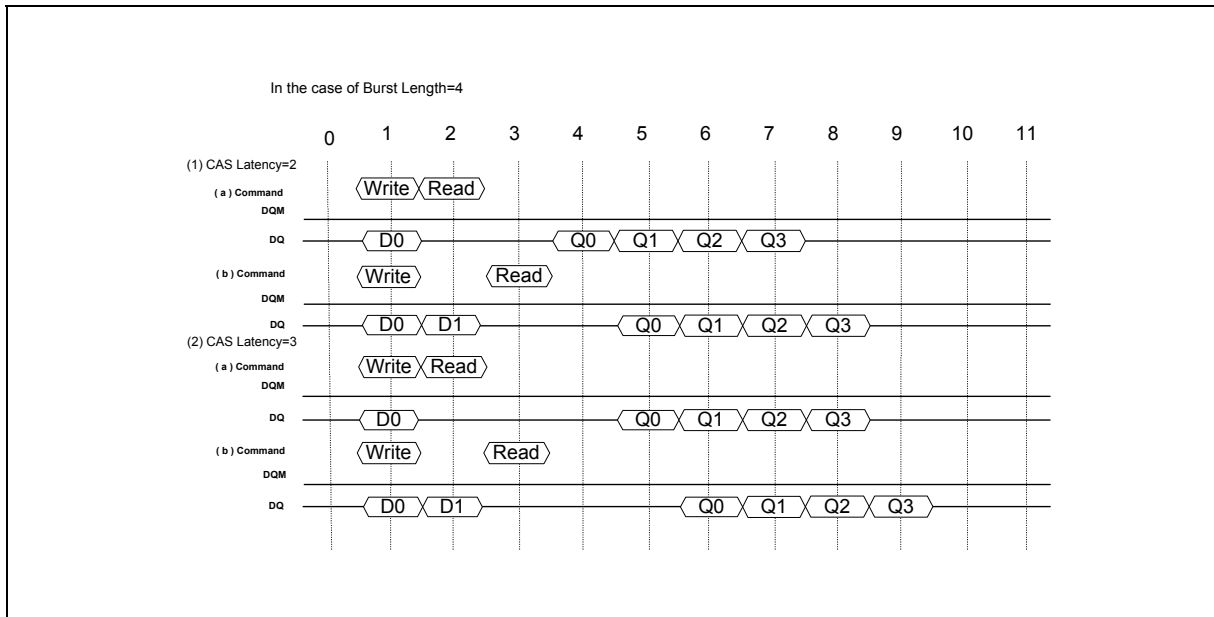 In the case of Burst Length=4
0 1 2 3 4 5 6 7 8 9 10 11
(1) CAS Latency=2
( a ) Command Write Read
DQM
DQ D0 Q0 Q1 Q2 Q3
( b ) Command Write Read
DQM
DQ D0 D1 Q0 Q1 Q2 Q3
(2) CAS Latency=3
( a ) Command Write Read
DQM
DQ D0 Q0 Q1 Q2 Q3
( b ) Command Write Read
DQM
DQ D0 D1 Q0 Q1 Q2 Q3